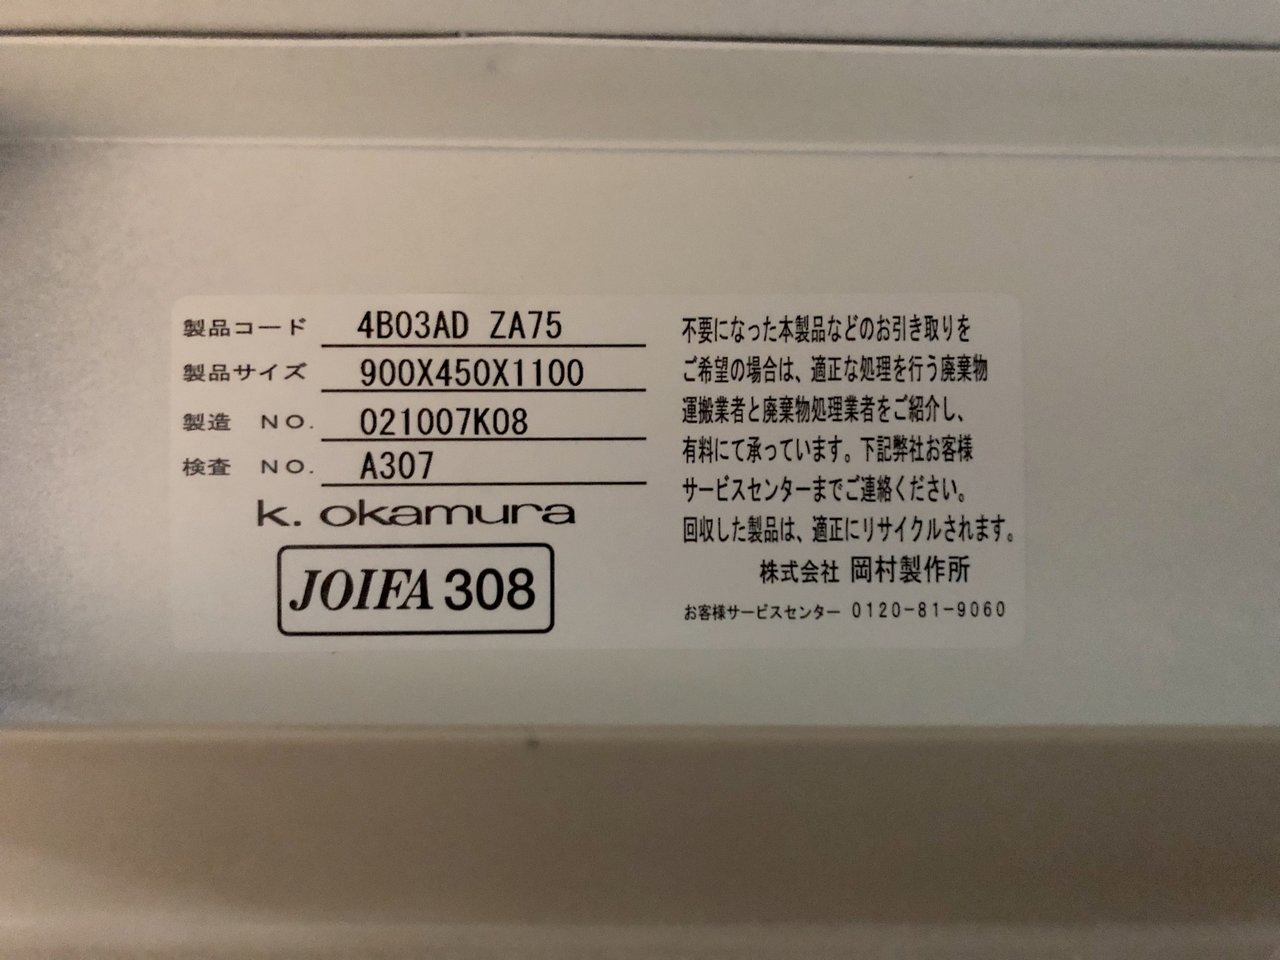 製品コード 4B03AD ZA75
製品サイズ 900X450X1100
製造 NO. 021007K08
検査 NO. A307
k. okamura
JOIFA 308
不要になった本製品などのお引き取りを
ご希望の場合は、適正な処理を行う廃棄物
運搬業者と廃棄物処理業者をご紹介し、
有料にて承っています。下記弊社お客様
サービスセンターまでご連絡ください。
回収した製品は、適正にリサイクルされます。
株式会社 岡村製作所
お客様サービスセンター 0120-81-9060